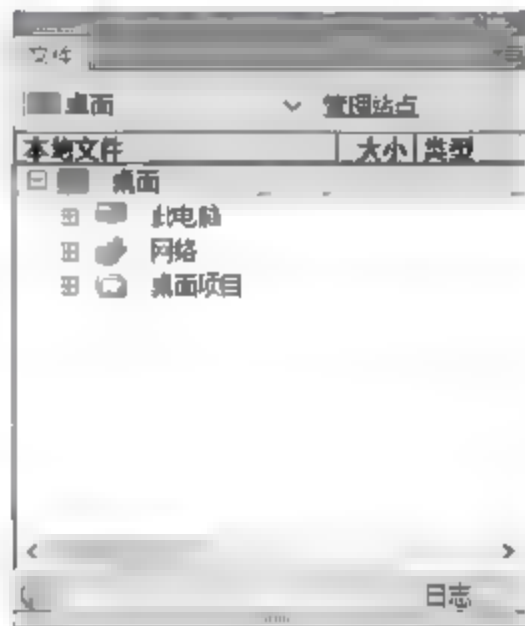 文件
桌面 管理站点
本地文件 大小 类型
桌面
此电脑
网络
桌面项目
日志